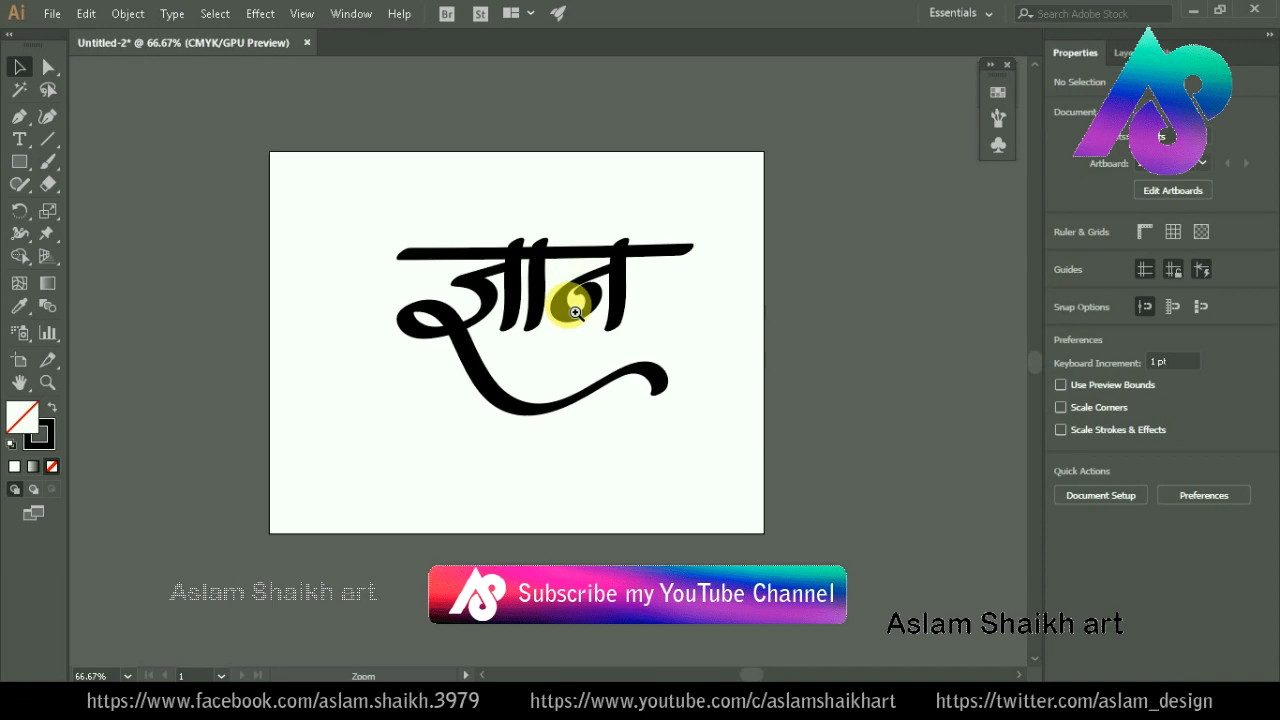 Ai File Edit Object Type Select Effect View Window Help Br St Essentials Search Adobe Stock
Untitled-2* @ 66.67% (CMYK/GPU Preview)
Properties
No Selection
Document
Artboard:
Edit Artboards
Ruler & Grids
Guides
Snap Options
Preferences
Keyboard Increment: 1 pt
Use Preview Bounds
Scale Corners
Scale Strokes & Effects
Quick Actions
Document Setup Preferences
ज्ञान
Aslam Shaikh art
Subscribe my YouTube Channel
Aslam Shaikh art
66.67% 1 Zoom
https://www.facebook.com/aslam.shaikh.3979 https://www.youtube.com/c/aslamshaikhart https://twitter.com/aslam_design